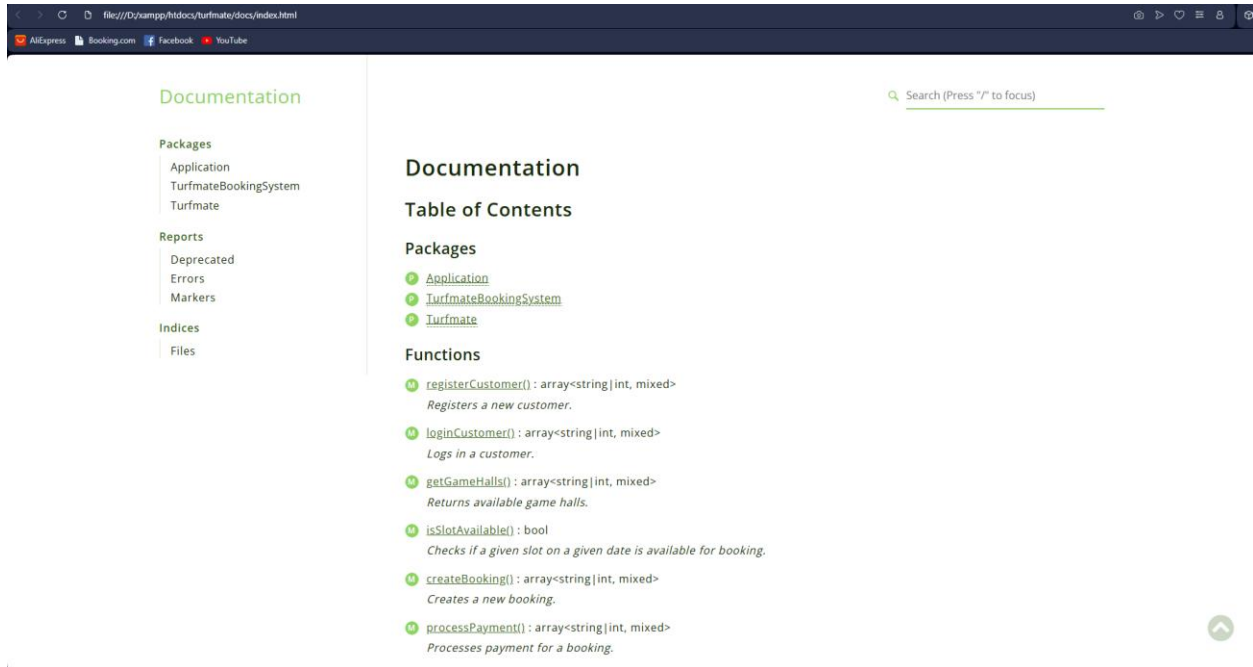 file:///D:/xampp/htdocs/turfmate/docs/index.html
AliExpress Booking.com Facebook YouTube
Documentation
Search (Press "/" to focus)
Packages
Application
TurfmateBookingSystem
Turfmate
Reports
Deprecated
Errors
Markers
Indices
Files
Documentation
Table of Contents
Packages
P Application
P TurfmateBookingSystem
P Turfmate
Functions
M registerCustomer() : array<string|int, mixed>
Registers a new customer.
M loginCustomer() : array<string|int, mixed>
Logs in a customer.
M getGameHalls() : array<string|int, mixed>
Returns available game halls.
M isSlotAvailable() : bool
Checks if a given slot on a given date is available for booking.
M createBooking() : array<string|int, mixed>
Creates a new booking.
M processPayment() : array<string|int, mixed>
Processes payment for a booking.